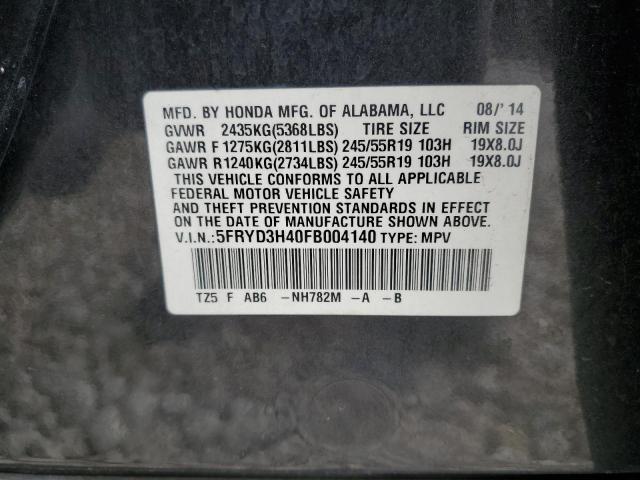 MFD. BY HONDA MFG. OF ALABAMA, LLC 08/'14
GVWR 2435KG(5368LBS) TIRE SIZE RIM SIZE
GAWR F 1275KG(2811LBS) 245/55R19 103H 19X8.0J
GAWR R1240KG(2734LBS) 245/55R19 103H 19X8.0J
THIS VEHICLE CONFORMS TO ALL APPLICABLE
FEDERAL MOTOR VEHICLE SAFETY
AND THEFT PREVENTION STANDARDS IN EFFECT
ON THE DATE OF MANUFACTURE SHOWN ABOVE.
V.I.N.: 5FRYD3H40FB004140 TYPE: MPV
TZ5 F AB6 -NH782M -A -B